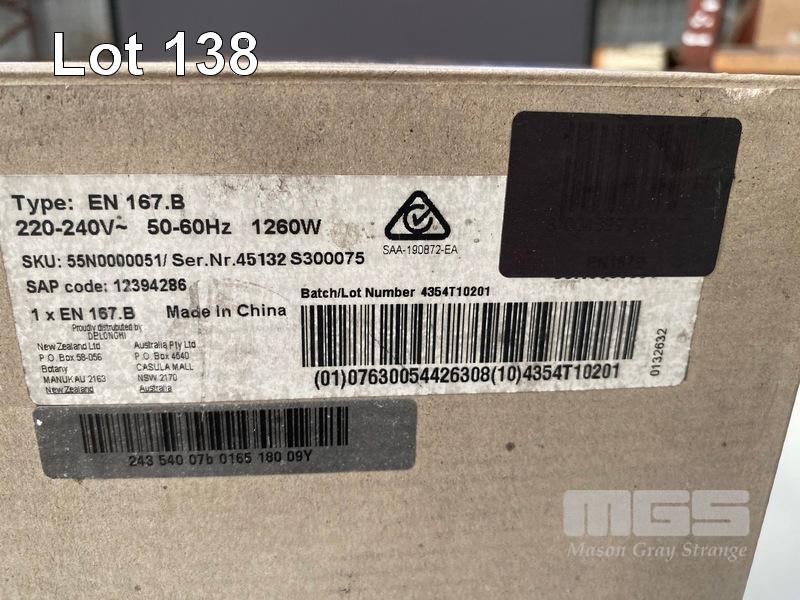 Lot 138
Type: EN 167.B
220-240V~ 50-60Hz 1260W
SAA-190872-EA
SKU: 55N0000051/ Ser.Nr.45132 S300075
SAP code: 12394286
Batch/Lot Number 4354T10201
1 x EN 167.B Made in China
Proudly distributed by
DELONGHI
New Zealand Ltd Australia Pty Ltd
P.O. Box 58-056 P.O. Box 4540
Botany CASULA MALL
MANUKAU 2163 NSW 2170
New Zealand Australia
(01)07630054426308(10)4354T10201
0132632
EN167.B
243 540 07b 0165 180 09Y
MGS
Mason Gray Strange